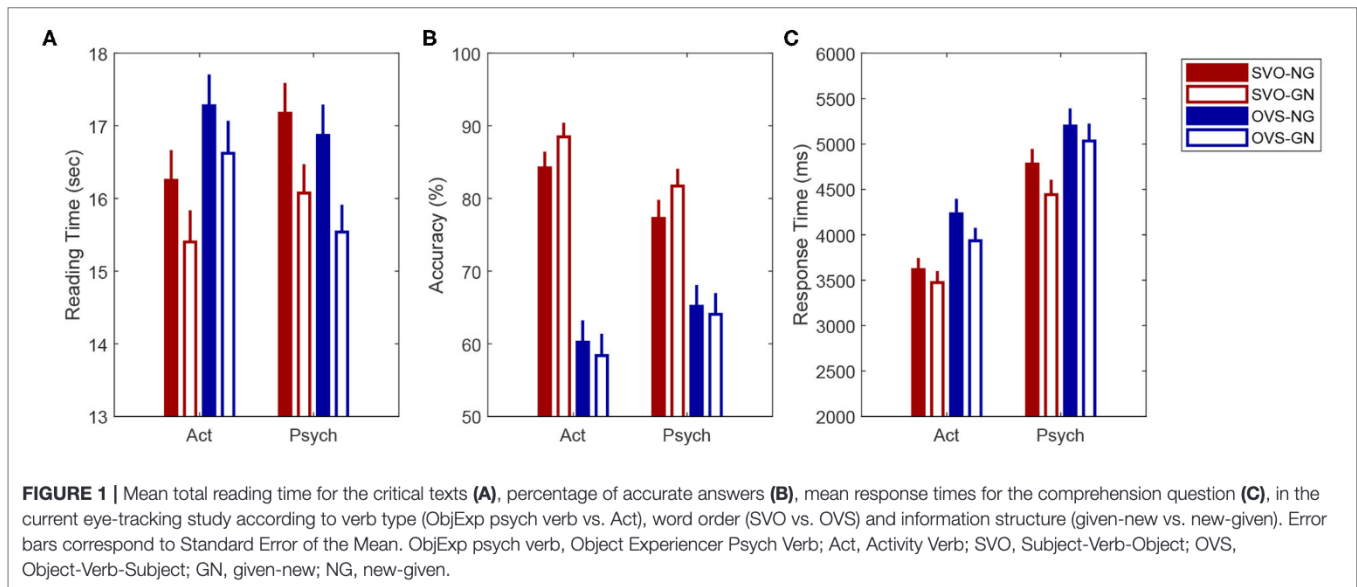 A
B
C
18
17
16
15
14
13
Reading Time (sec)
Act
Psych
100
90
80
70
60
50
Accuracy (%)
Act
Psych
6000
5500
5000
4500
4000
3500
3000
2500
2000
Response Time (ms)
Act
Psych
SVO-NG
SVO-GN
OVS-NG
OVS-GN
FIGURE 1 | Mean total reading time for the critical texts (A), percentage of accurate answers (B), mean response times for the comprehension question (C), in the
current eye-tracking study according to verb type (ObjExp psych verb vs. Act), word order (SVO vs. OVS) and information structure (given-new vs. new-given). Error
bars correspond to Standard Error of the Mean. ObjExp psych verb, Object Experiencer Psych Verb; Act, Activity Verb; SVO, Subject-Verb-Object; OVS,
Object-Verb-Subject; GN, given-new; NG, new-given.